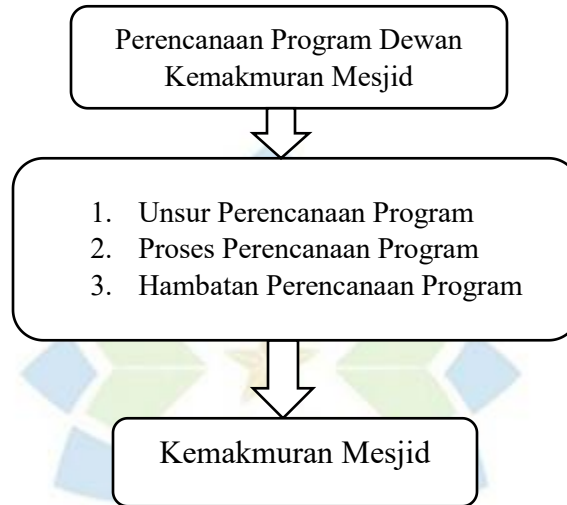 Perencanaan Program Dewan
Kemakmuran Mesjid
1. Unsur Perencanaan Program
2. Proses Perencanaan Program
3. Hambatan Perencanaan Program
Kemakmuran Mesjid